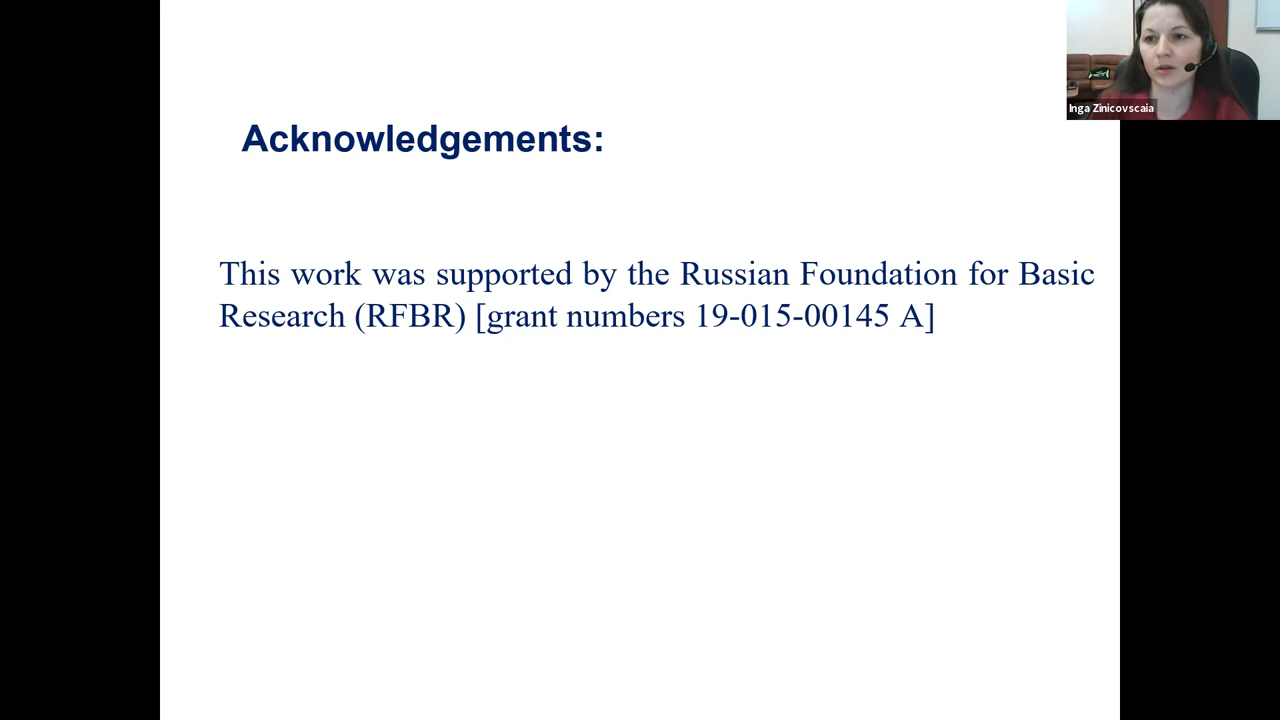 Inga Zinicovscaia
Acknowledgements:
This work was supported by the Russian Foundation for Basic
Research (RFBR) [grant numbers 19-015-00145 A]